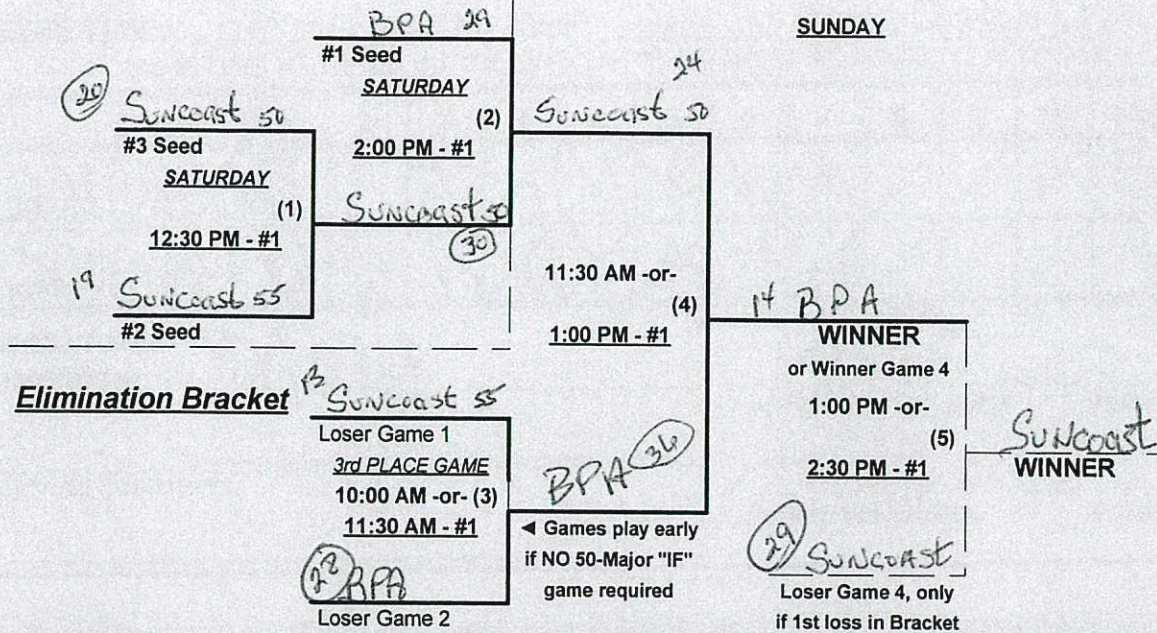 BPA 29
#1 Seed
SUNDAY
SATURDAY
(2)
2:00 PM - #1
24
Suncoast 50
20
Suncoast 50
#3 Seed
SATURDAY
(1)
12:30 PM - #1
Suncoast 50
30
19 Suncoast 55
#2 Seed
11:30 AM -or-
(4)
1:00 PM - #1
14 BPA
WINNER
or Winner Game 4
1:00 PM -or-
(5)
2:30 PM - #1
Suncoast
WINNER
Elimination Bracket
13 Suncoast 55
Loser Game 1
3rd PLACE GAME
10:00 AM -or- (3)
11:30 AM - #1
BPA
◄ Games play early
if NO 50-Major "IF"
game required
BPA
Loser Game 2
29 Suncoast
Loser Game 4, only
if 1st loss in Bracket